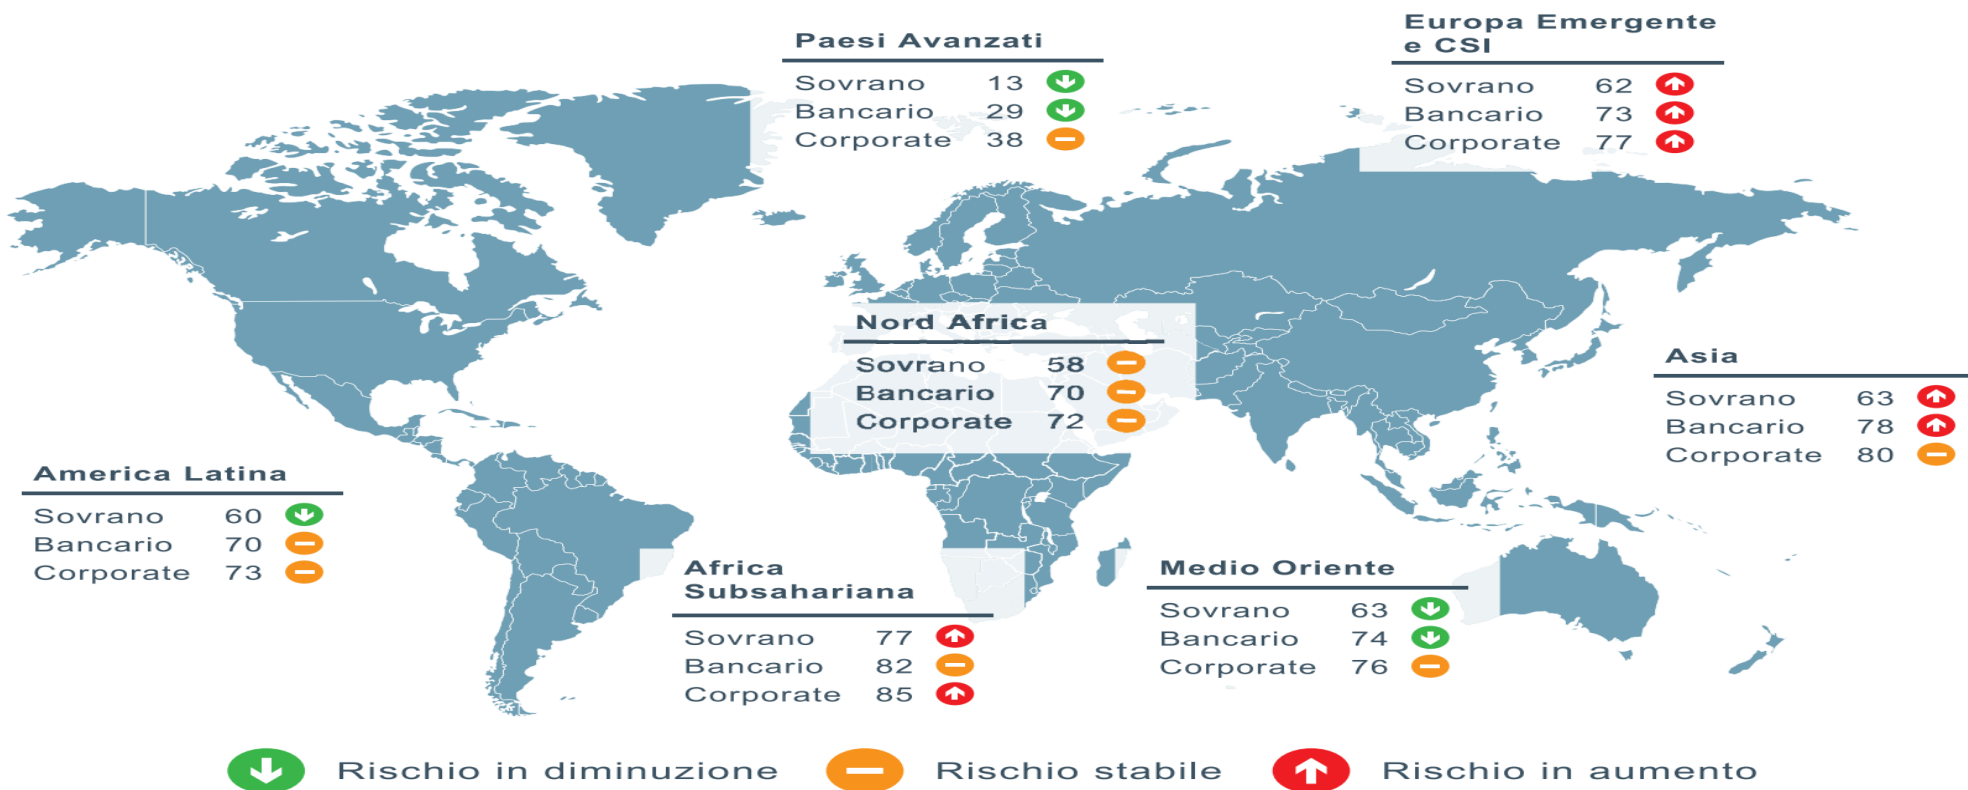 Paesi Avanzati
Sovrano 13
Bancario 29
Corporate 38
Europa Emergente
e CSI
Sovrano 62
Bancario 73
Corporate 77
Nord Africa
Sovrano 58
Bancario 70
Corporate 72
Asia
Sovrano 63
Bancario 78
Corporate 80
America Latina
Sovrano 60
Bancario 70
Corporate 73
Africa
Subsahariana
Sovrano 77
Bancario 82
Corporate 85
Medio Oriente
Sovrano 63
Bancario 74
Corporate 76
Rischio in diminuzione
Rischio stabile
Rischio in aumento